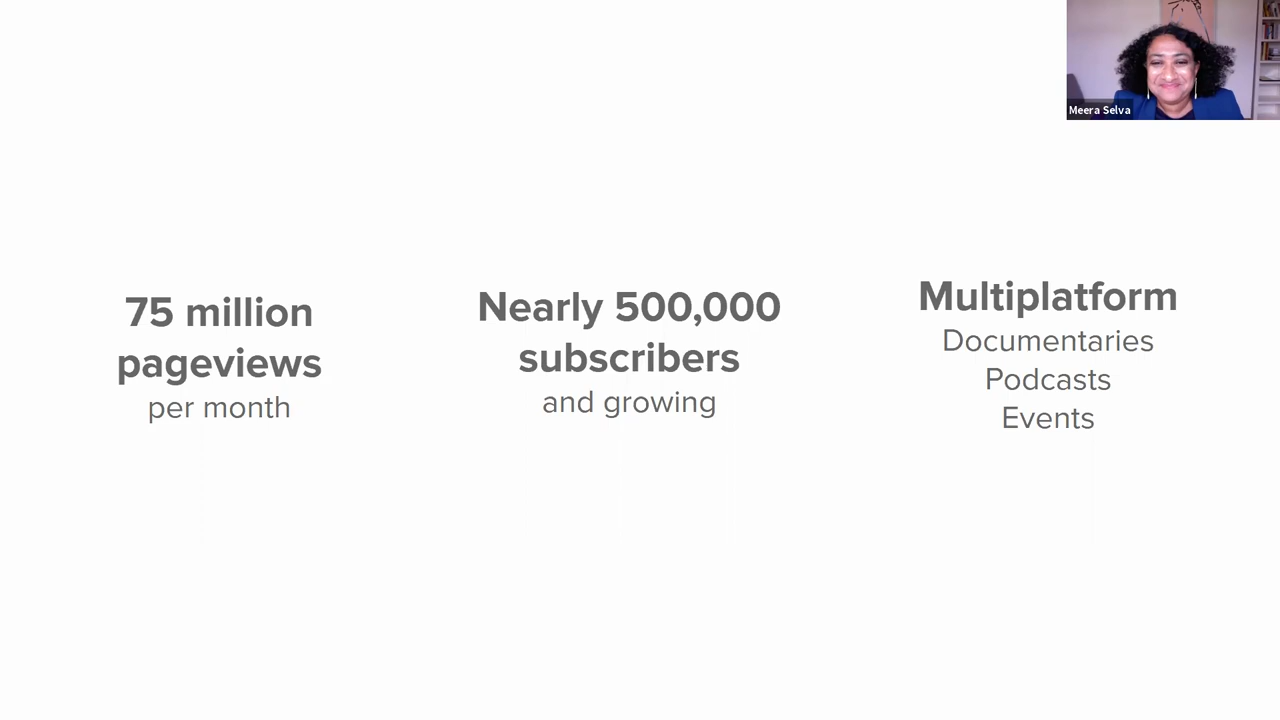 Meera Selva
75 million
pageviews
per month
Nearly 500,000
subscribers
and growing
Multiplatform
Documentaries
Podcasts
Events